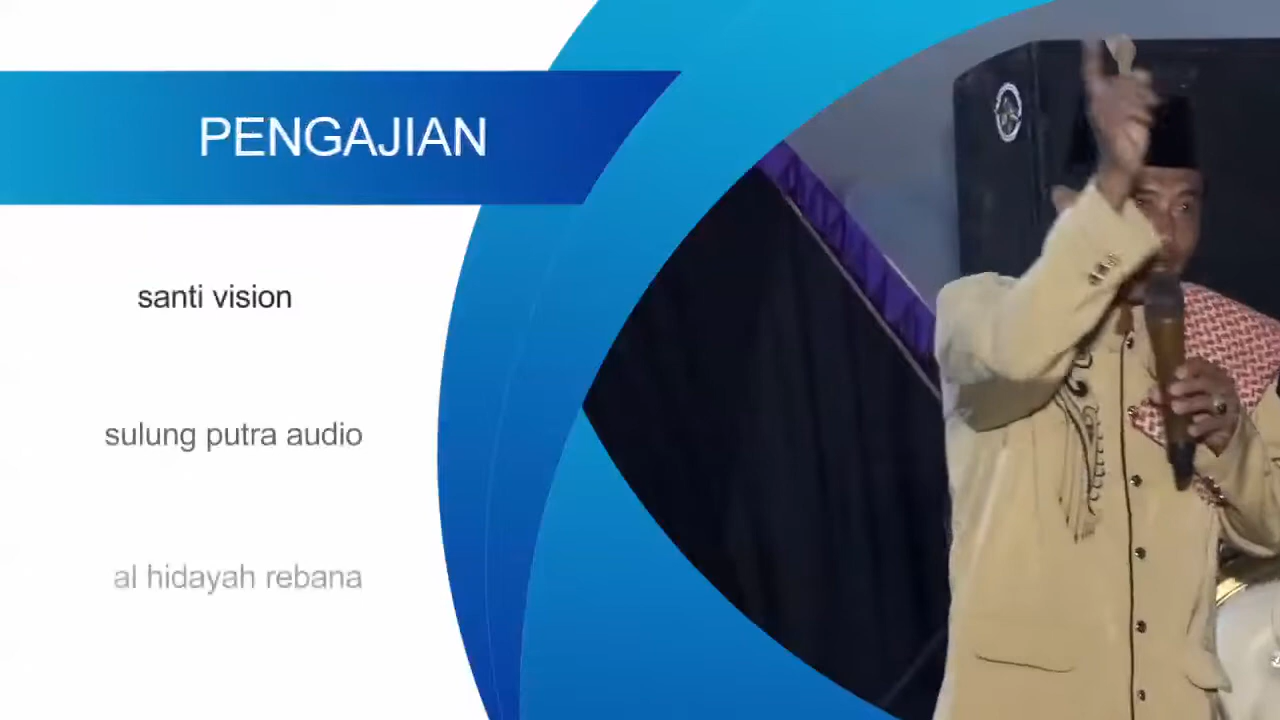 PENGAJIAN
santi vision
sulung putra audio
al hidayah rebana